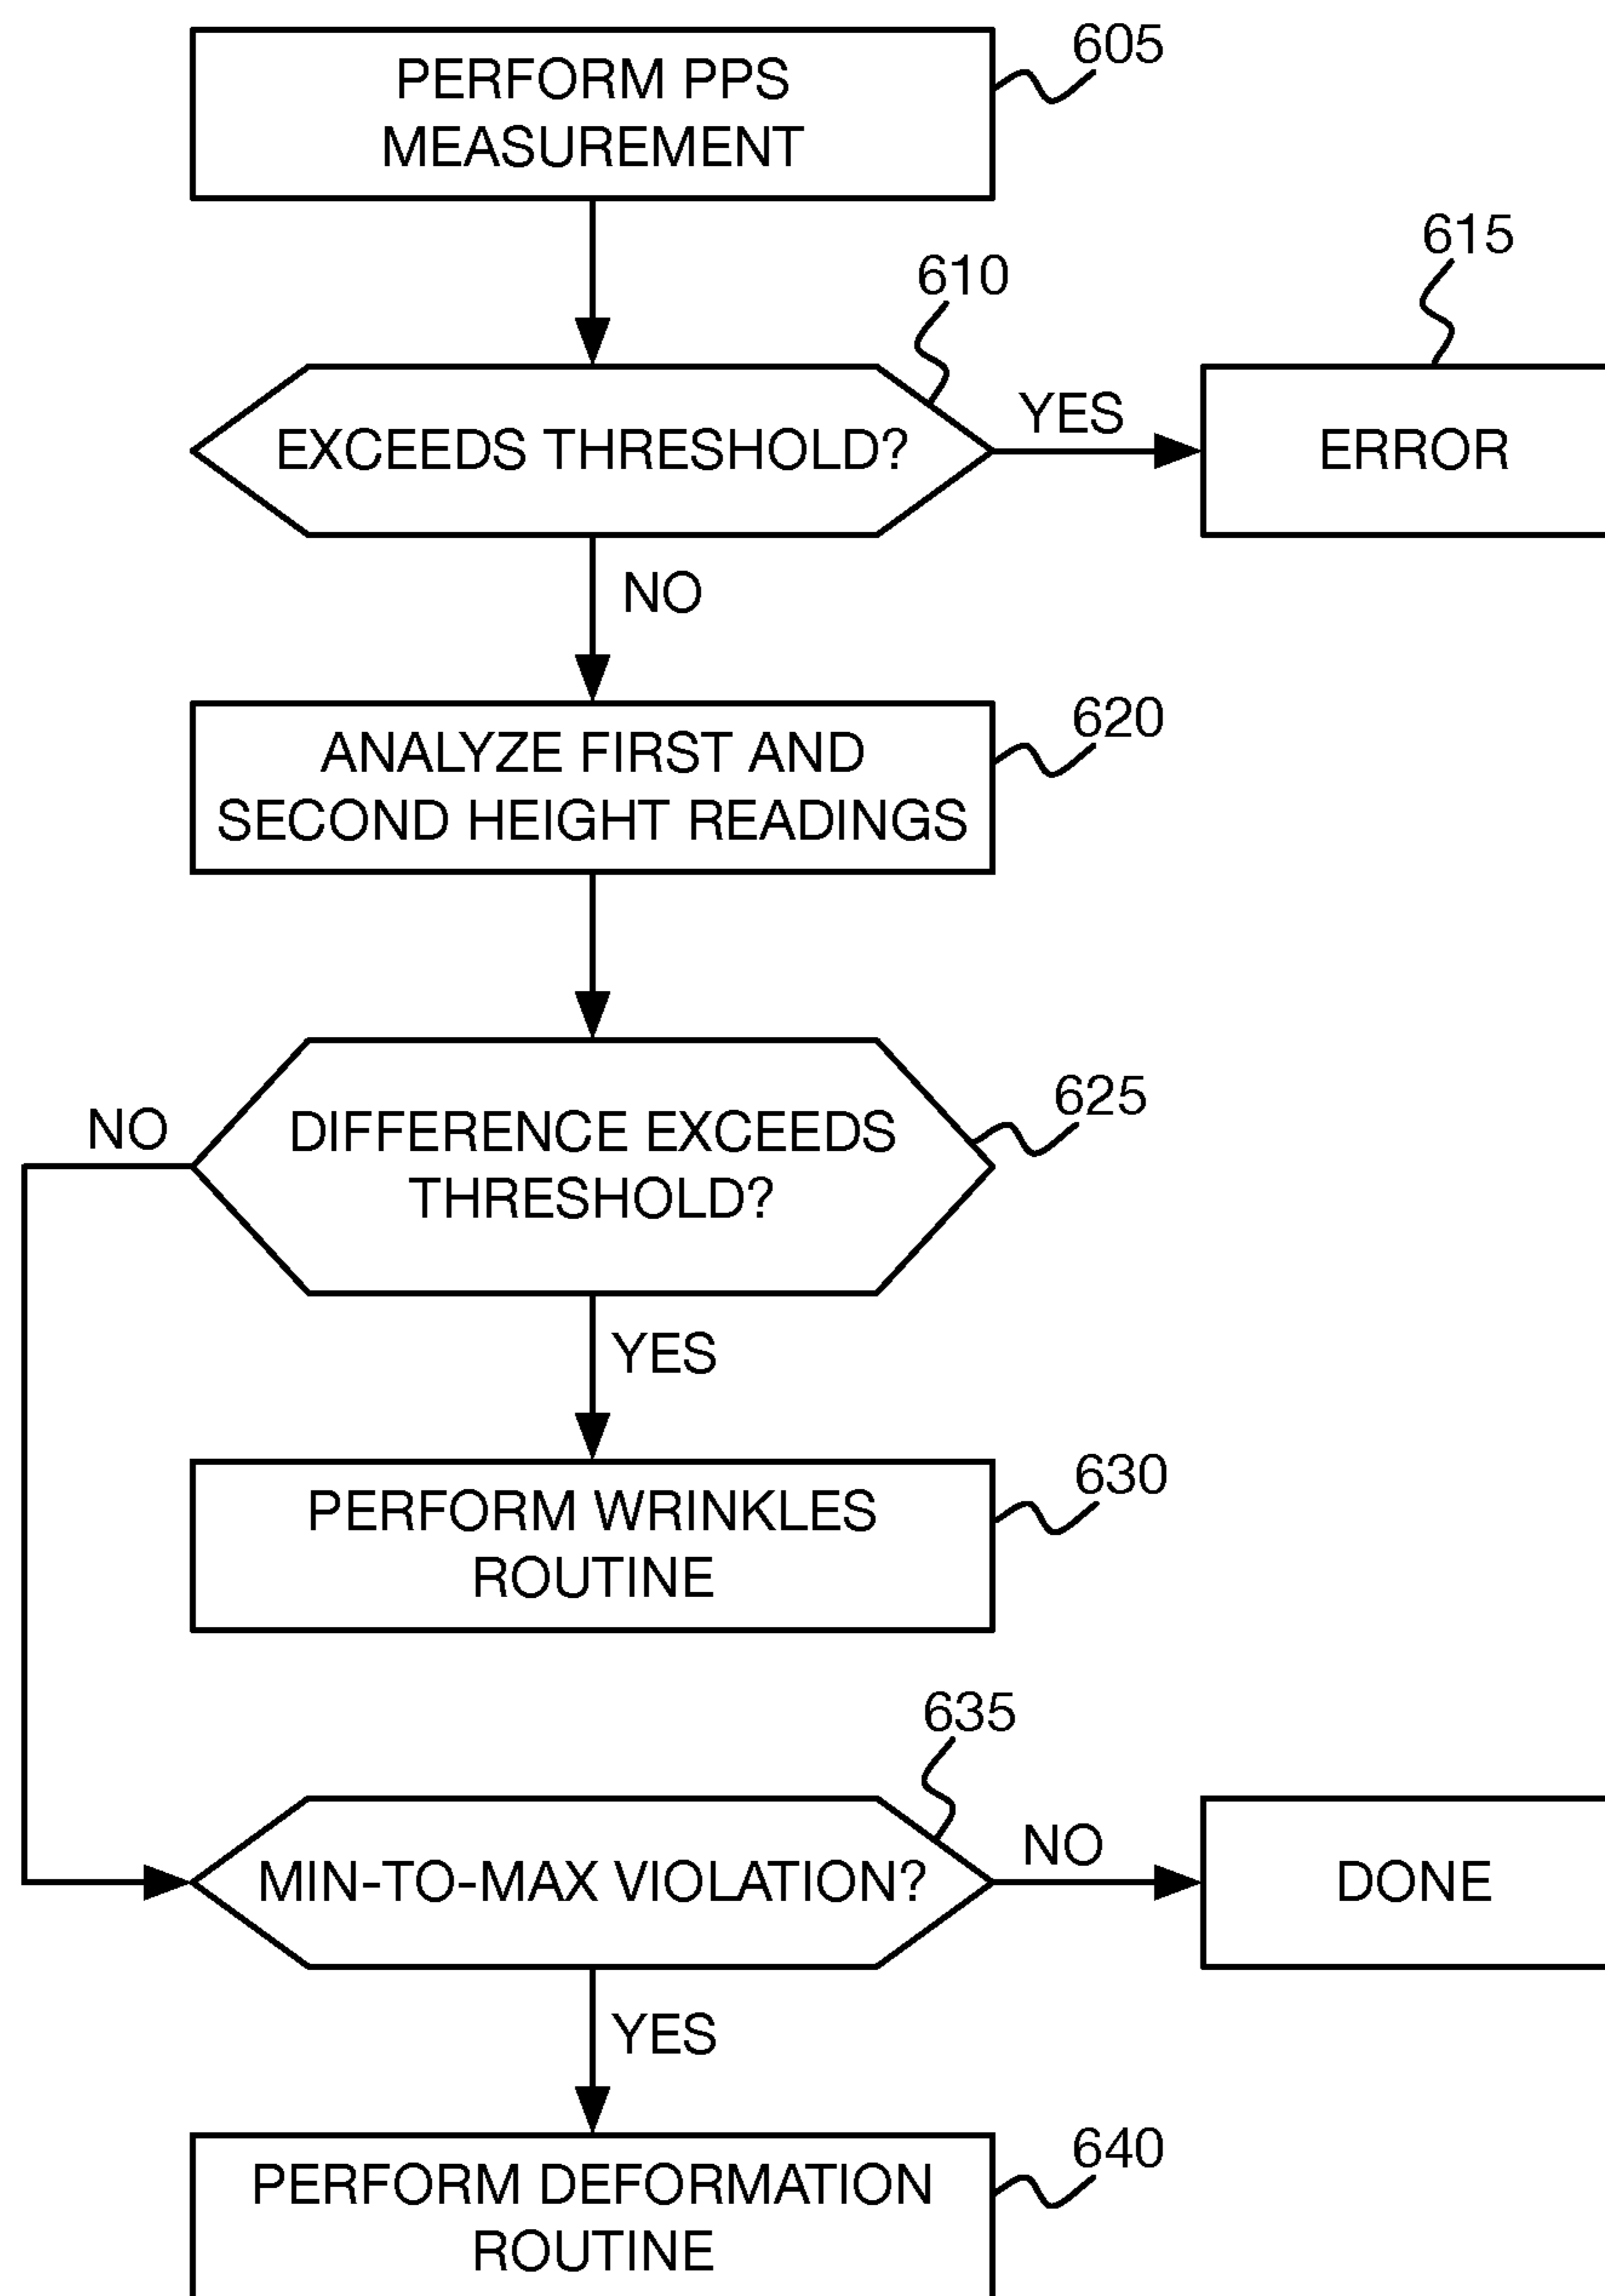 PERFORM PPS
MEASUREMENT
605
610
615
EXCEEDS THRESHOLD?
YES
ERROR
NO
620
ANALYZE FIRST AND
SECOND HEIGHT READINGS
625
NO
DIFFERENCE EXCEEDS
THRESHOLD?
YES
630
PERFORM WRINKLES
ROUTINE
635
MIN-TO-MAX VIOLATION?
NO
DONE
YES
640
PERFORM DEFORMATION
ROUTINE